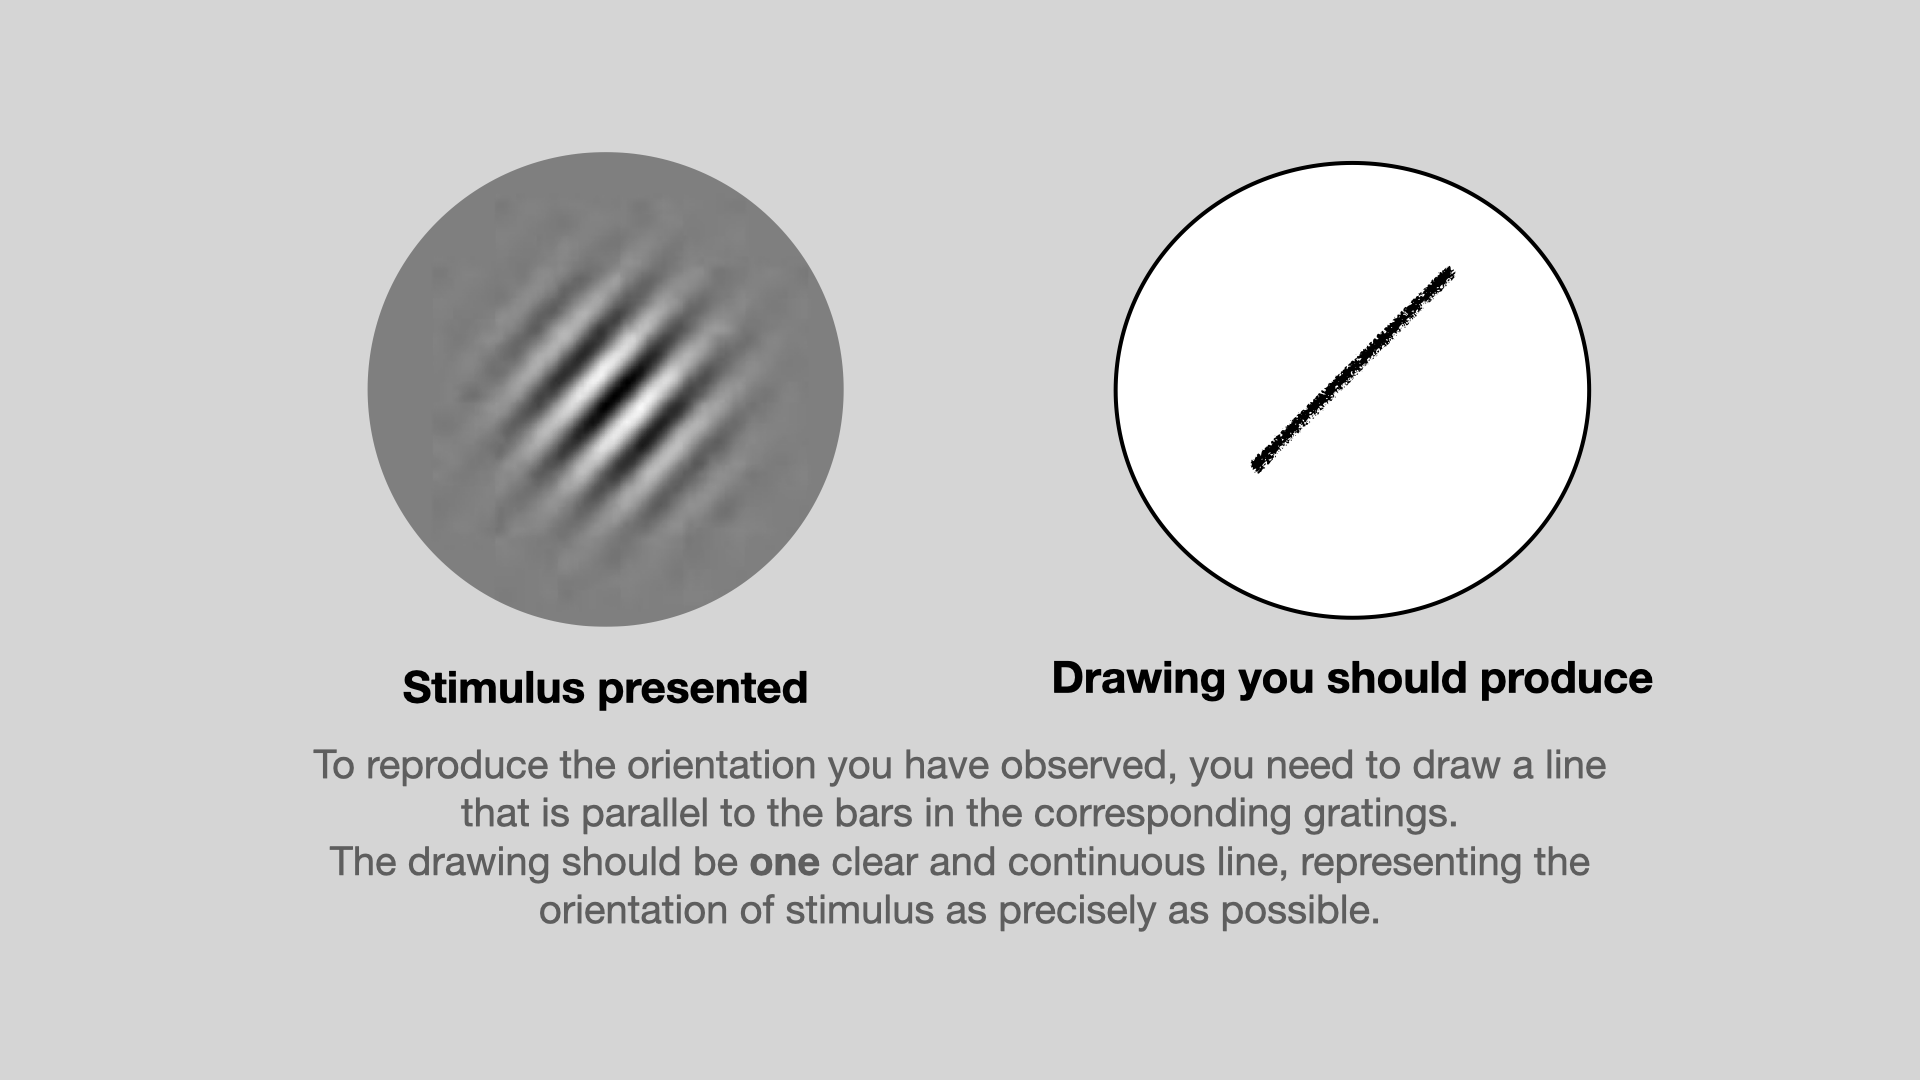 Stimulus presented
Drawing you should produce
To reproduce the orientation you have observed, you need to draw a line
that is parallel to the bars in the corresponding gratings.
The drawing should be one clear and continuous line, representing the
orientation of stimulus as precisely as possible.